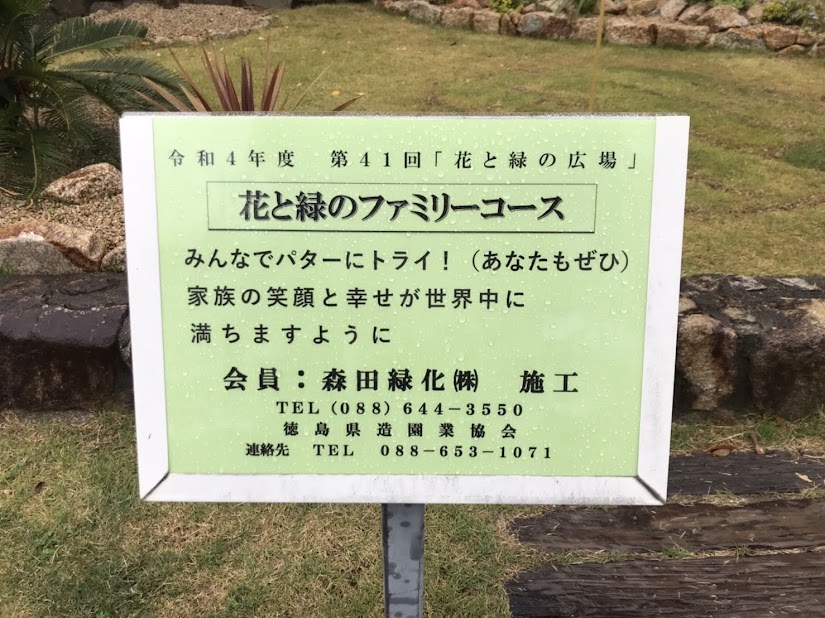 令和4年度 第41回「花と緑の広場」
花と緑のファミリーコース
みんなでパターにトライ!(あなたもぜひ)
家族の笑顔と幸せが世界中に
満ちますように
会員:森田緑化㈱ 施工
TEL(088)644-3550
徳島県造園業協会
連絡先 TEL 088-653-1071